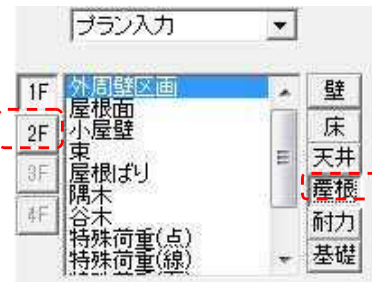 プラン入力
1F
2F
3F
4F
外周壁区画
屋根面
小屋壁
束
屋根ばり
隅木
谷木
特殊荷重(点)
特殊荷重(線)
壁
床
天井
屋根
耐力
基礎